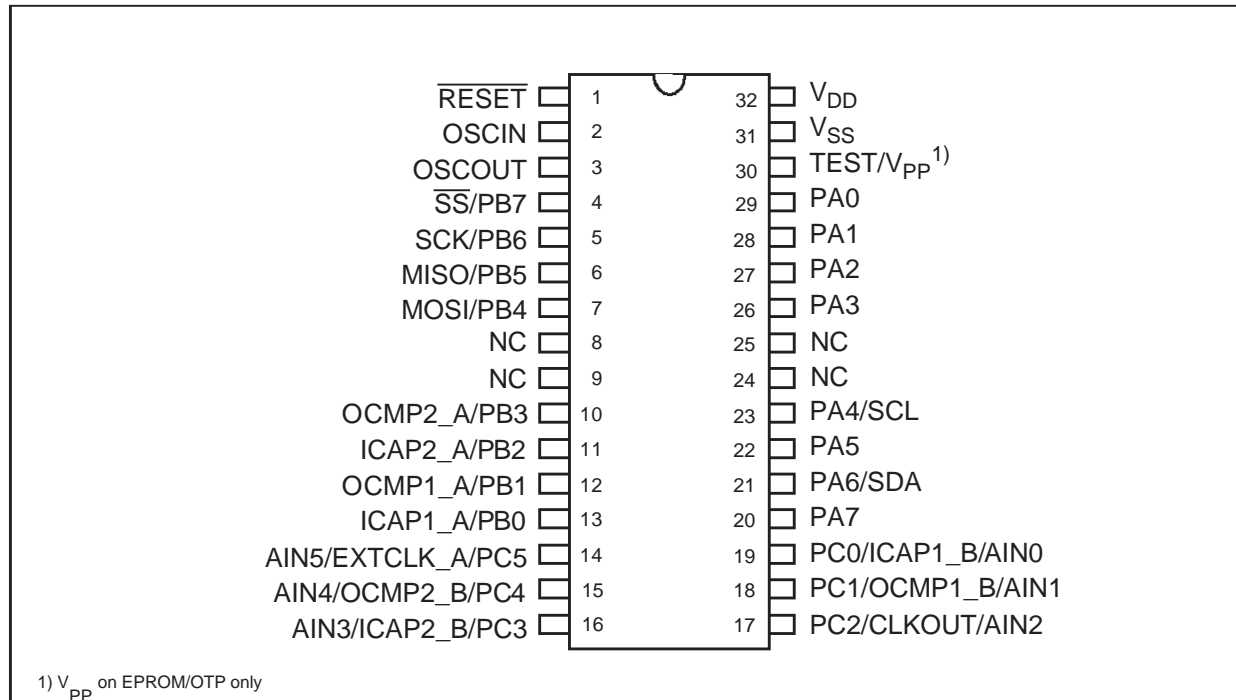 RESET 1 32 VDD
OSCIN 2 31 VSS
OSCOUT 3 30 TEST/VPP1)
SS/PB7 4 29 PA0
SCK/PB6 5 28 PA1
MISO/PB5 6 27 PA2
MOSI/PB4 7 26 PA3
NC 8 25 NC
NC 9 24 NC
OCMP2_A/PB3 10 23 PA4/SCL
ICAP2_A/PB2 11 22 PA5
OCMP1_A/PB1 12 21 PA6/SDA
ICAP1_A/PB0 13 20 PA7
AIN5/EXTCLK_A/PC5 14 19 PC0/ICAP1_B/AIN0
AIN4/OCMP2_B/PC4 15 18 PC1/OCMP1_B/AIN1
AIN3/ICAP2_B/PC3 16 17 PC2/CLKOUT/AIN2
1) VPP on EPROM/OTP only